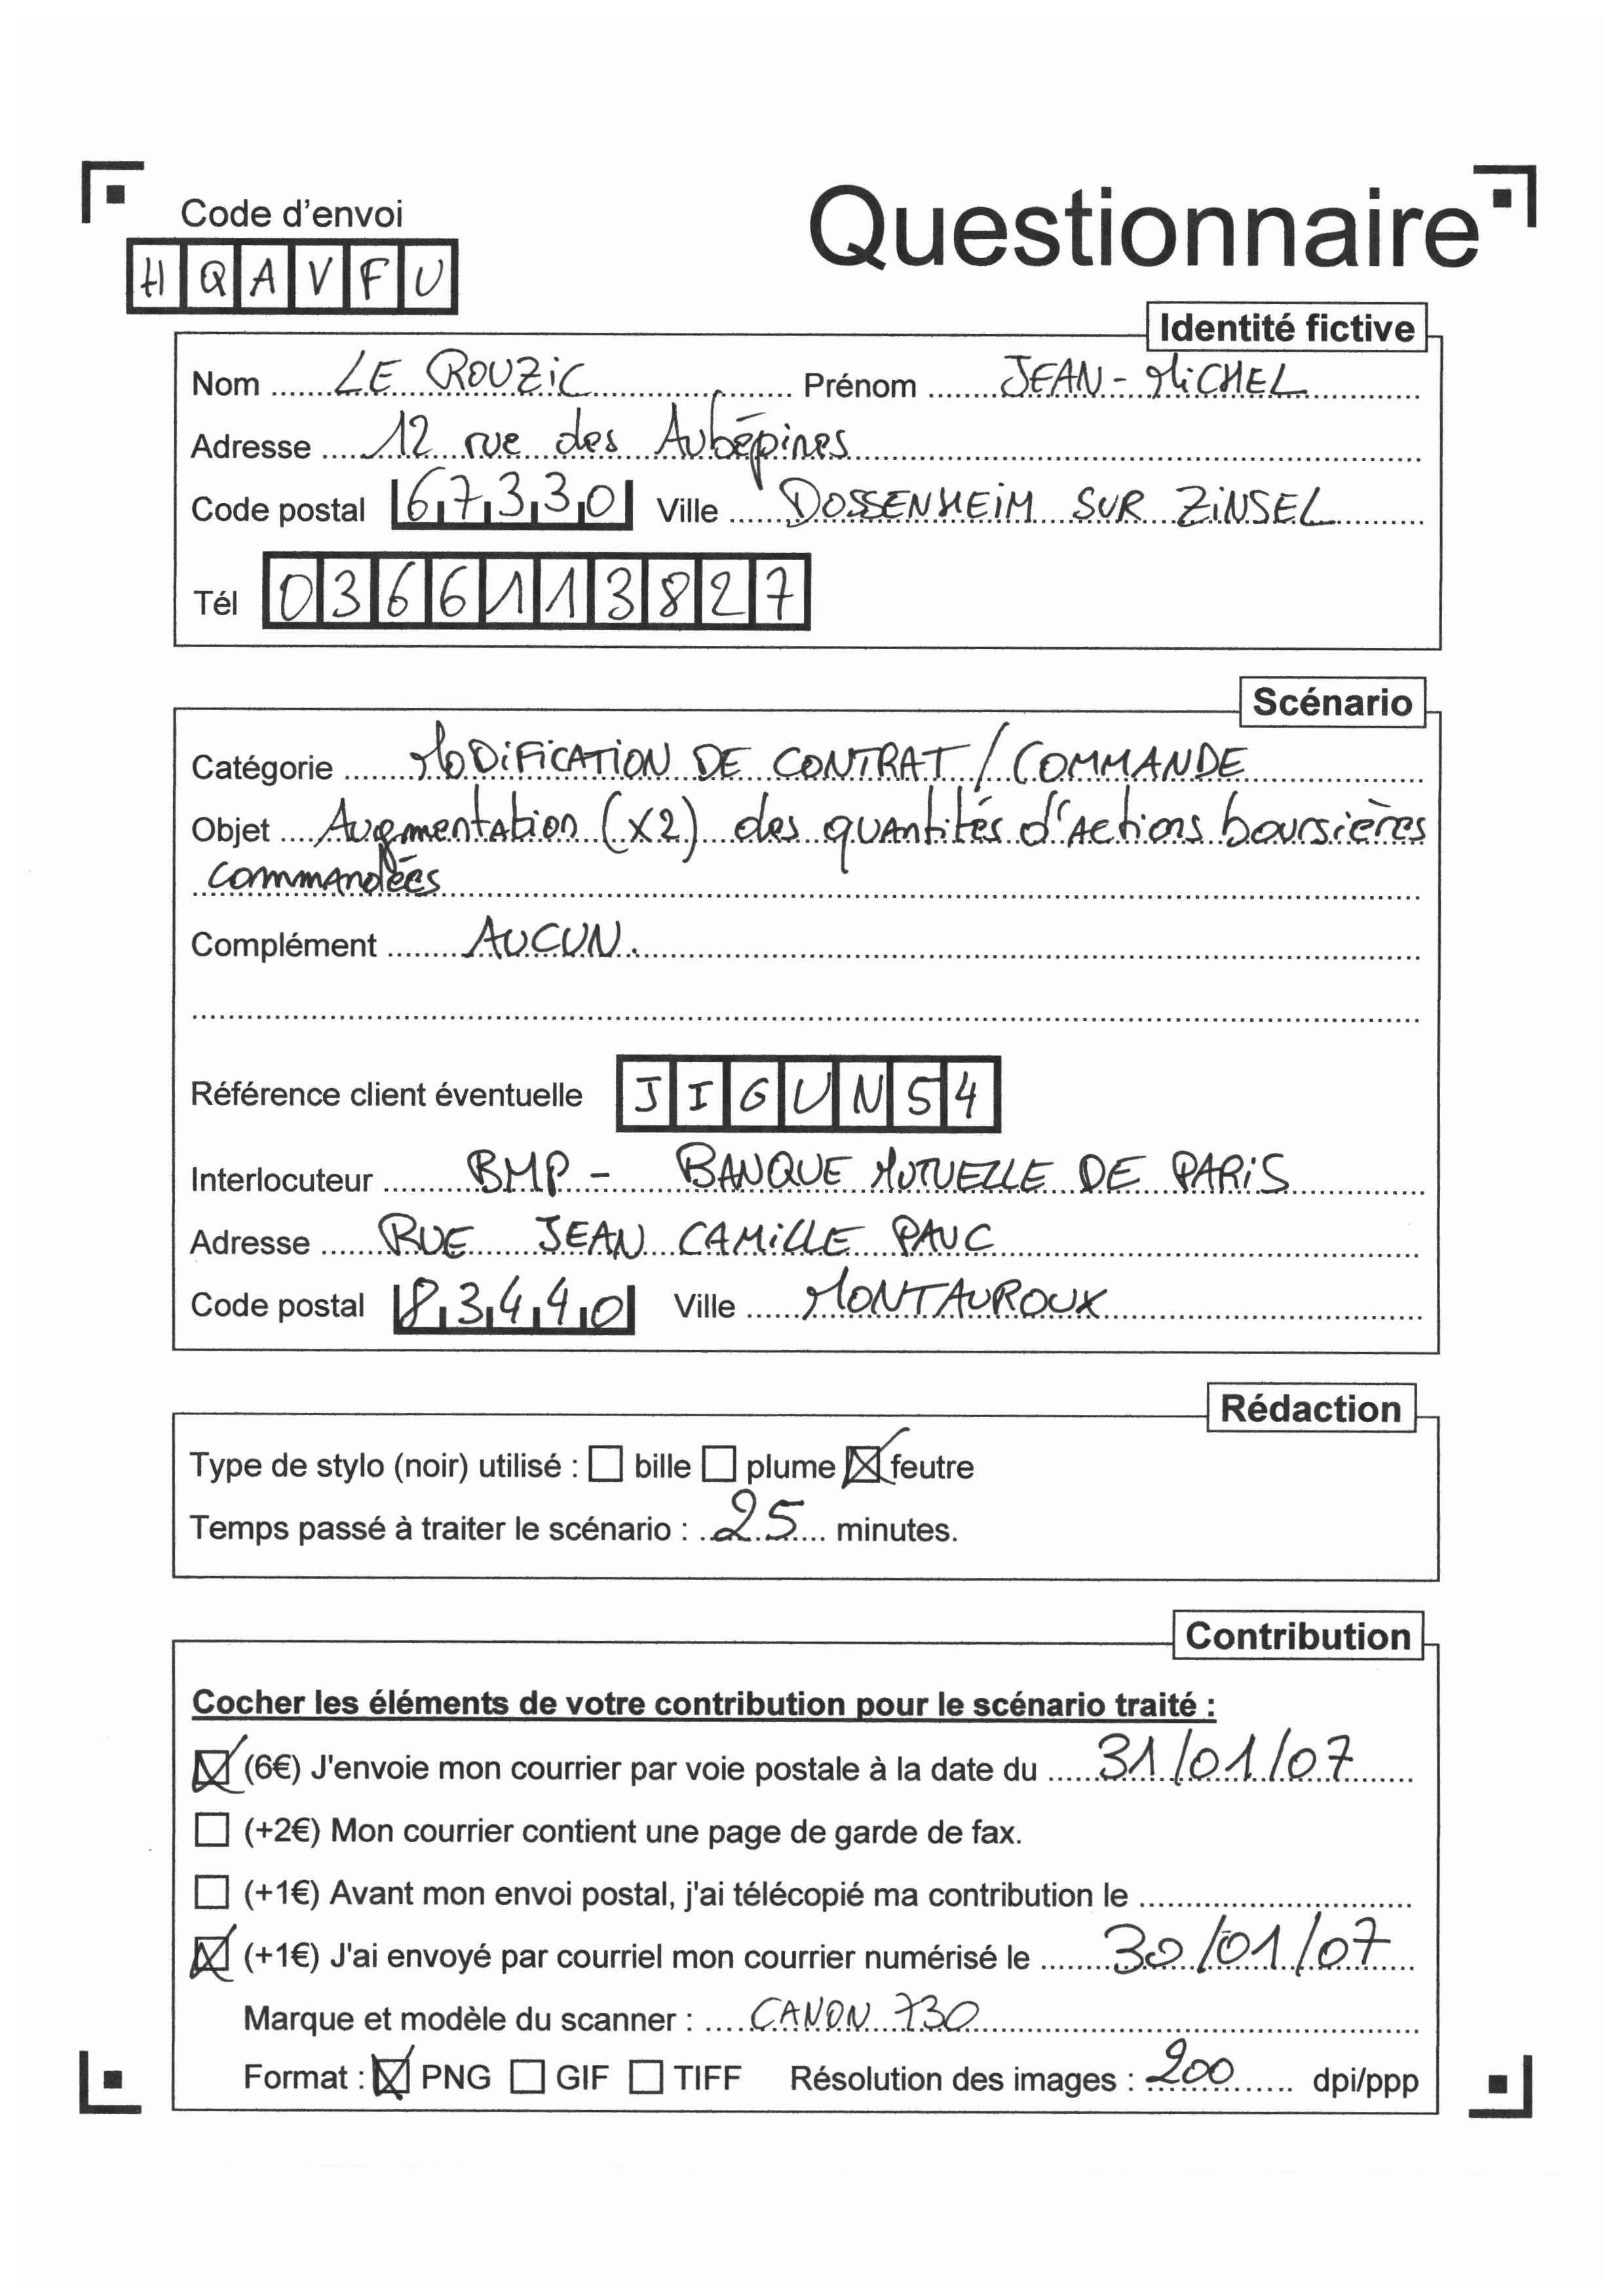 Code d'envoi
Questionnaire
HQAVFU
Identité fictive
Nom ...... LE ROUZIC ...... Prénom ...... JEAN-MICHEL ......
Adresse ...... 12 rue des Aubépines ......
Code postal 67330 Ville ...... DOSSENHEIM SUR ZINSEL ......
Tél 0366113827
Scénario
Catégorie ...... MODIFICATION DE CONTRAT / COMMANDE ......
Objet .... Augmentation (x2) des quantités d'actions boursières
commandées ......
Complément ...... AUCUN. ......
Référence client éventuelle JIGUN54
Interlocuteur ...... BMP - BANQUE MUTUELLE DE PARIS ......
Adresse ...... RUE JEAN CAMILLE PAUC ......
Code postal 83440 Ville ...... MONTAUROUX ......
Rédaction
Type de stylo (noir) utilisé : ☐ bille ☐ plume ☒ feutre
Temps passé à traiter le scénario : ..25... minutes.
Contribution
Cocher les éléments de votre contribution pour le scénario traité :
☒ (6€) J'envoie mon courrier par voie postale à la date du ...... 31/01/07 ......
☐ (+2€) Mon courrier contient une page de garde de fax.
☐ (+1€) Avant mon envoi postal, j'ai télécopié ma contribution le ......
☒ (+1€) J'ai envoyé par courriel mon courrier numérisé le ...... 30/01/07 ......
Marque et modèle du scanner : .... CANON 730 ......
Format : ☒ PNG ☐ GIF ☐ TIFF Résolution des images : 200 ...... dpi/ppp